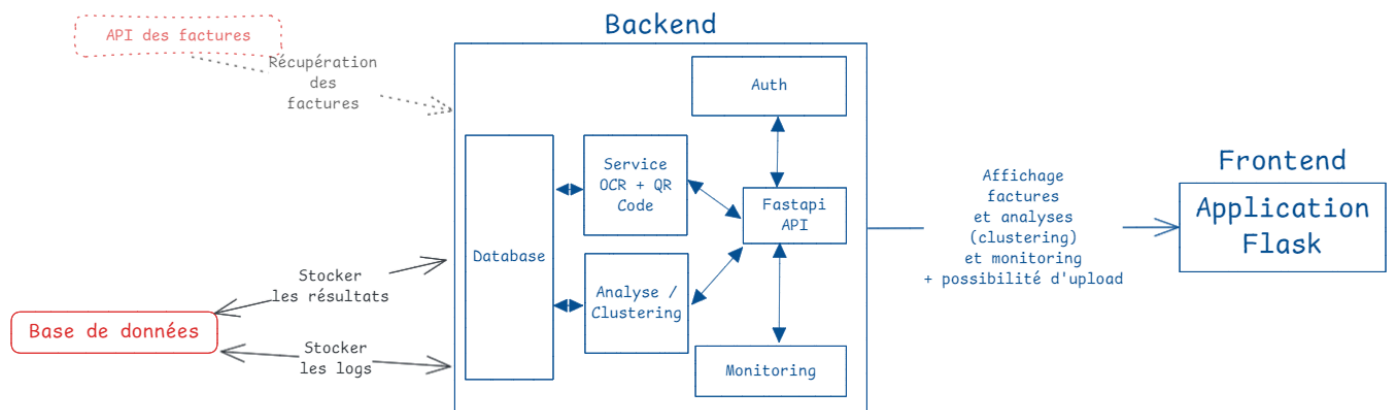 Backend
API des factures
Récupération
des
factures
Auth
Service
OCR + QR
Code
Fastapi
API
Database
Analyse /
Clustering
Monitoring
Stocker
les résultats
Base de données
Stocker
les logs
Affichage
factures
et analyses
(clustering)
et monitoring
+ possibilité d'upload
Frontend
Application
Flask